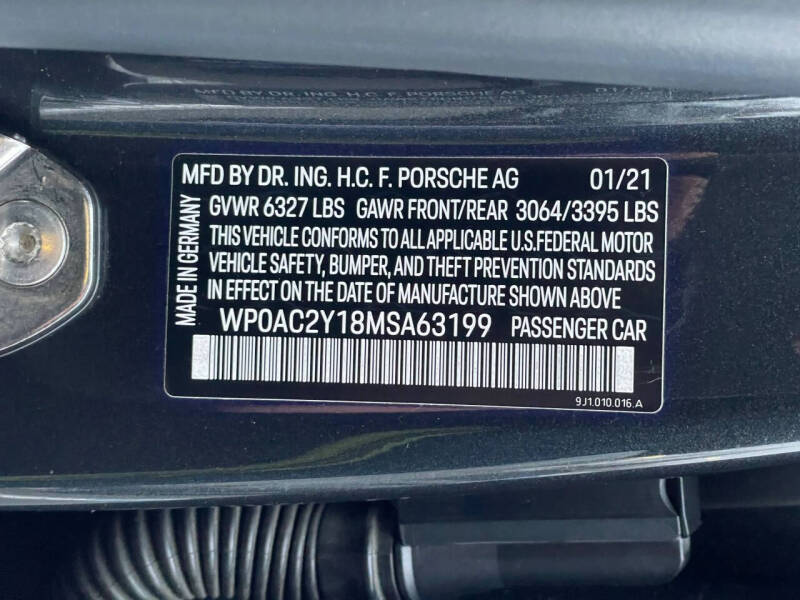 MFD BY DR. ING. H.C. F. PORSCHE AG 01/21
GVWR 6327 LBS GAWR FRONT/REAR 3064/3395 LBS
THIS VEHICLE CONFORMS TO ALL APPLICABLE U.S.FEDERAL MOTOR
VEHICLE SAFETY, BUMPER, AND THEFT PREVENTION STANDARDS
IN EFFECT ON THE DATE OF MANUFACTURE SHOWN ABOVE
WP0AC2Y18MSA63199 PASSENGER CAR
MADE IN GERMANY
9J1.010.016.A